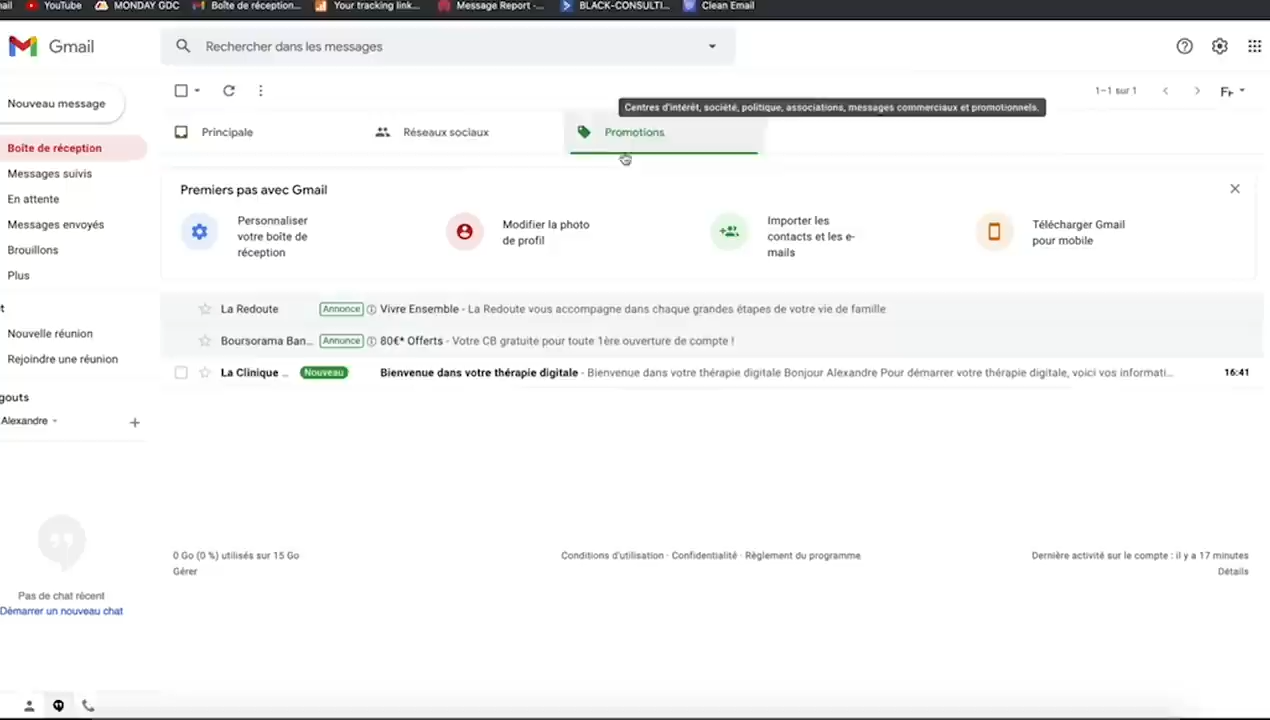 YouTube
MONDAY GDC
Boîte de réception...
Your tracking link...
Message Report -...
BLACK-CONSULTI...
Clean Email
Gmail
Rechercher dans les messages
Nouveau message
1–1 sur 1
Fr
Centres d'intérêt, société, politique, associations, messages commerciaux et promotionnels.
Principale
Réseaux sociaux
Promotions
Boîte de réception
Messages suivis
En attente
Messages envoyés
Brouillons
Plus
Nouvelle réunion
Rejoindre une réunion
Alexandre
Premiers pas avec Gmail
Personnaliser
votre boîte de
réception
Modifier la photo
de profil
Importer les
contacts et les e-
mails
Télécharger Gmail
pour mobile
La Redoute Annonce Vivre Ensemble - La Redoute vous accompagne dans chaque grandes étapes de votre vie de famille
Boursorama Ban... Annonce 80€* Offerts - Votre CB gratuite pour toute 1ère ouverture de compte !
La Clinique ... Nouveau Bienvenue dans votre thérapie digitale - Bienvenue dans votre thérapie digitale Bonjour Alexandre Pour démarrer votre thérapie digitale, voici vos informati... 16:41
Pas de chat récent
Démarrer un nouveau chat
0 Go (0 %) utilisés sur 15 Go
Gérer
Conditions d'utilisation · Confidentialité · Règlement du programme
Dernière activité sur le compte : il y a 17 minutes
Détails